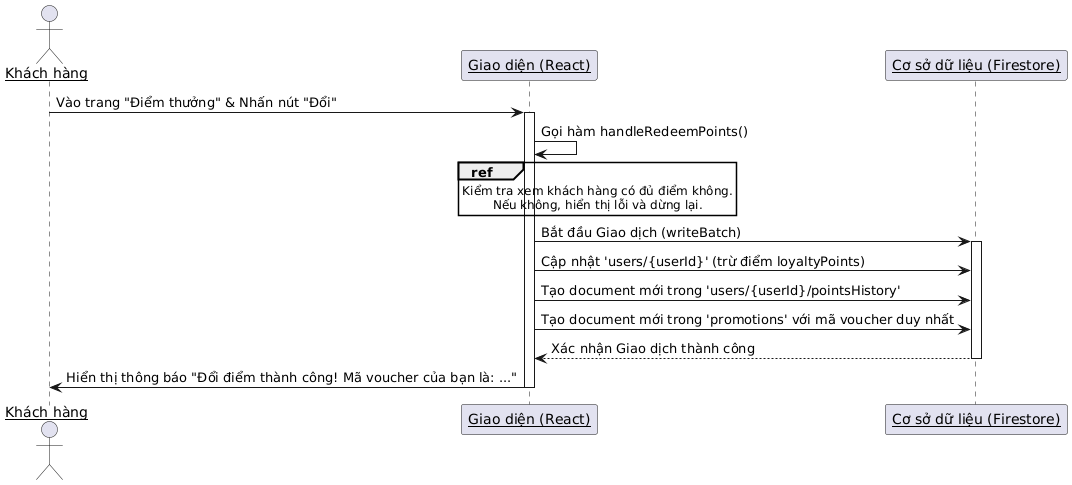 Khách hàng
Giao diện (React)
Cơ sở dữ liệu (Firestore)
Vào trang "Điểm thưởng" & Nhấn nút "Đổi"
Gọi hàm handleRedeemPoints()
ref
Kiểm tra xem khách hàng có đủ điểm không.
Nếu không, hiển thị lỗi và dừng lại.
Bắt đầu Giao dịch (writeBatch)
Cập nhật 'users/{userId}' (trừ điểm loyaltyPoints)
Tạo document mới trong 'users/{userId}/pointsHistory'
Tạo document mới trong 'promotions' với mã voucher duy nhất
Xác nhận Giao dịch thành công
Hiển thị thông báo "Đổi điểm thành công! Mã voucher của bạn là: ..."
Khách hàng
Giao diện (React)
Cơ sở dữ liệu (Firestore)